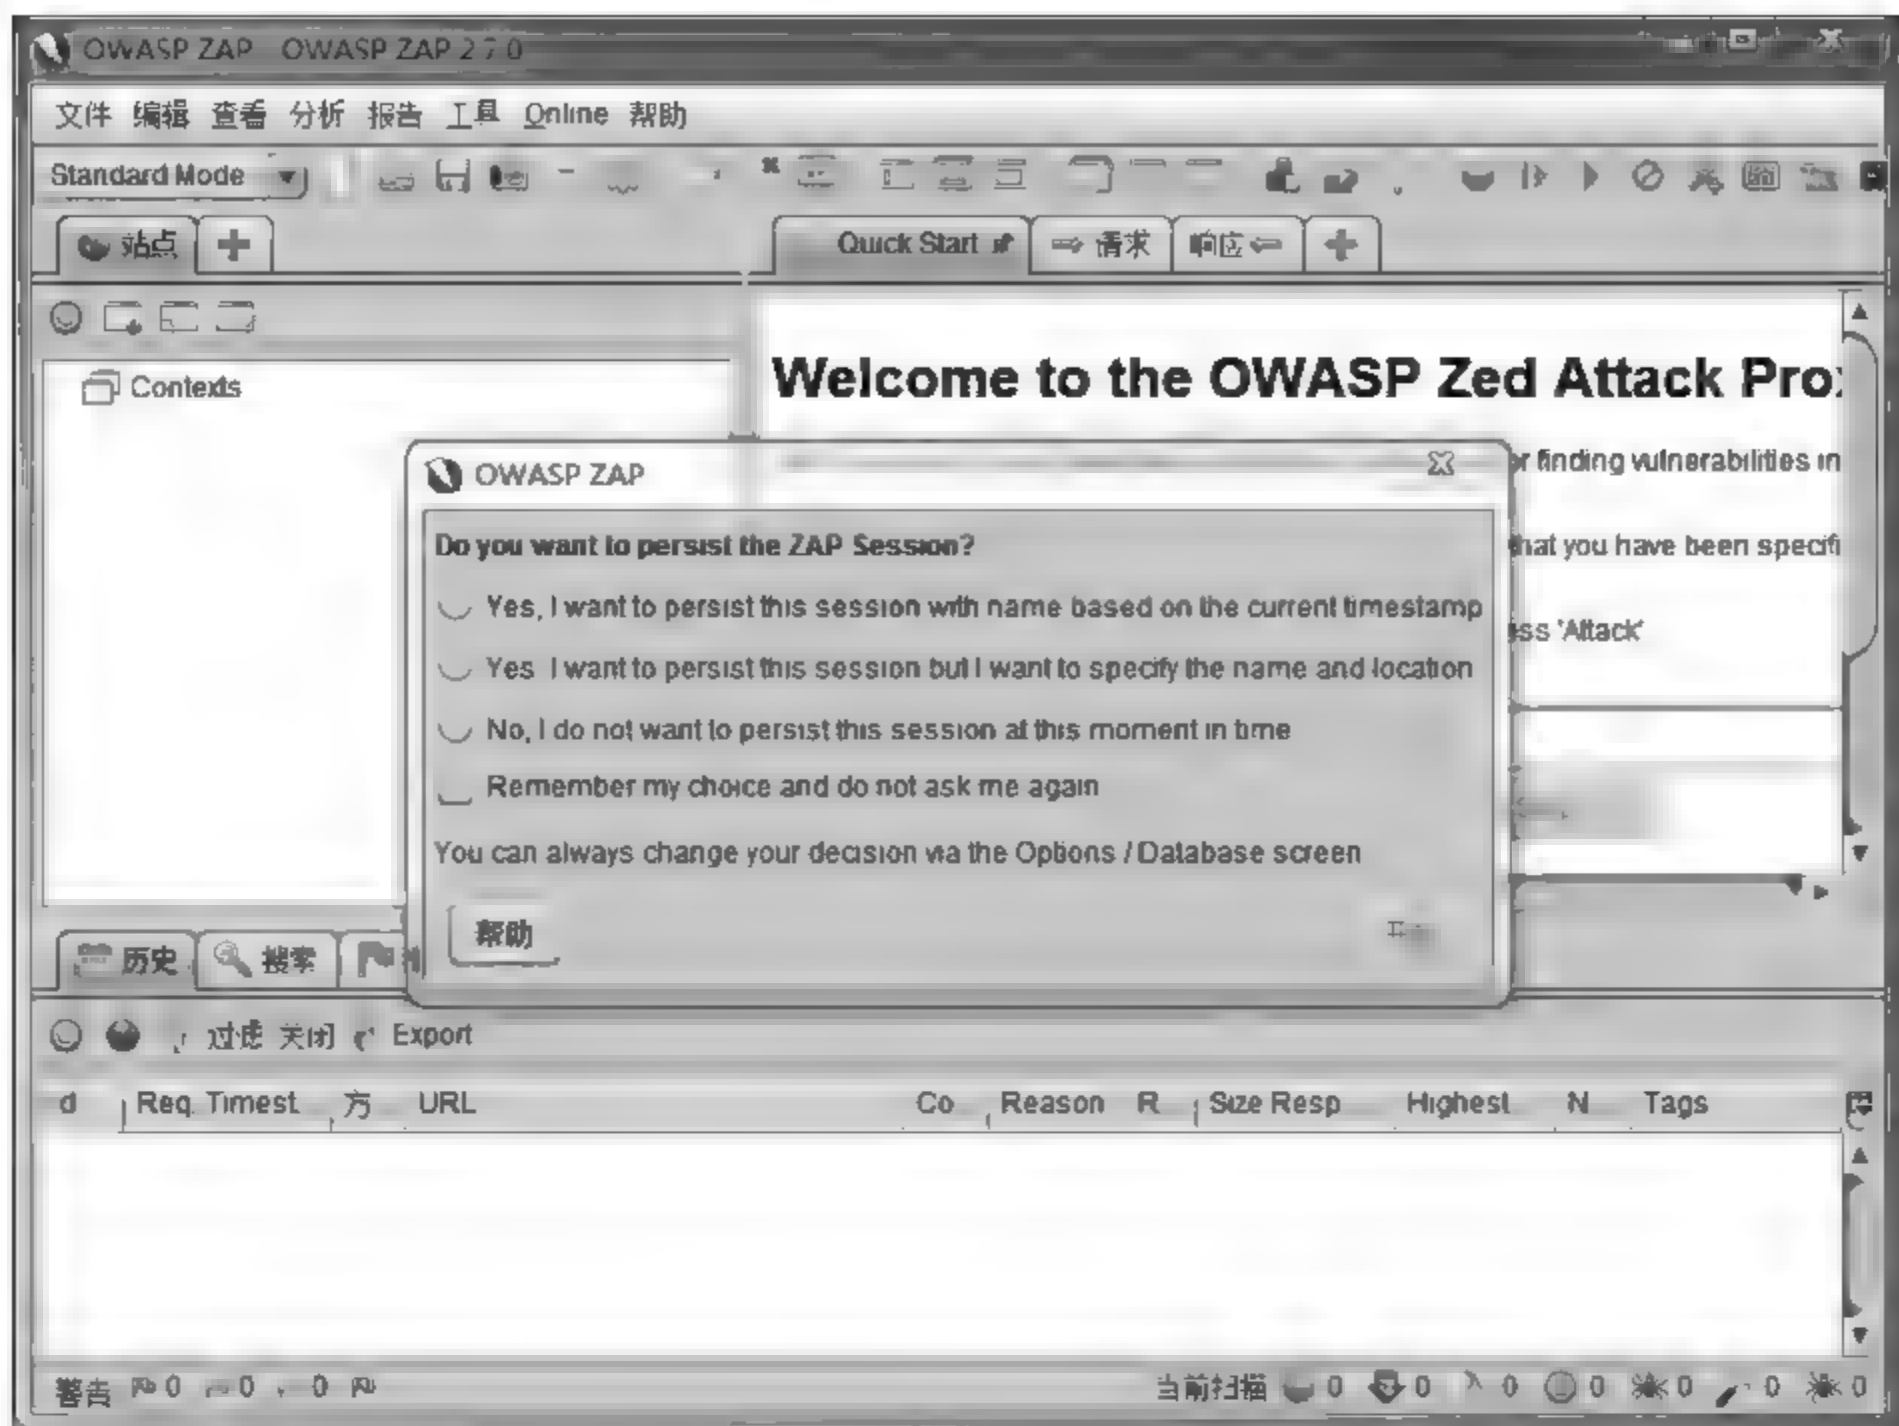 OWASP ZAP OWASP ZAP 2.7.0
文件 编辑 查看 分析 报告 工具 Online 帮助
Standard Mode
站点
Quick Start 请求 响应
Contexts
Welcome to the OWASP Zed Attack Pro
r finding vulnerabilities in
hat you have been specifi
ss 'Attack'
OWASP ZAP
Do you want to persist the ZAP Session?
Yes, I want to persist this session with name based on the current timestamp
Yes, I want to persist this session but I want to specify the name and location
No, I do not want to persist this session at this moment in time
Remember my choice and do not ask me again
You can always change your decision via the Options / Database screen
帮助
历史 搜索
过滤 关闭 Export
d Req. Timest... 方... URL Co... Reason R... Size Resp... Highest... N... Tags
警告 0 0 0 当前扫描 0 0 0 0 0 0 0